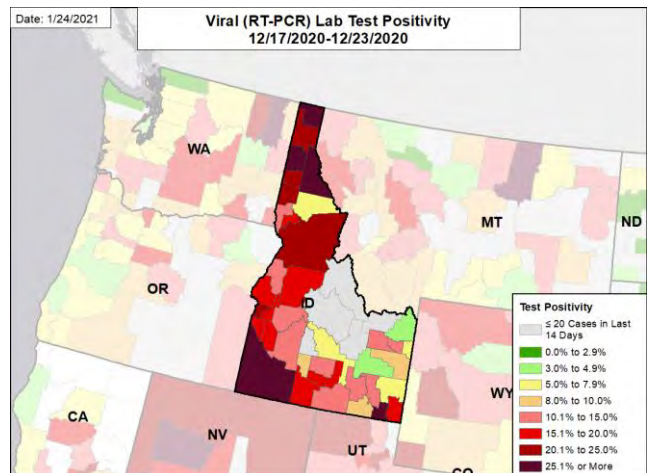 Date: 1/24/2021
Viral (RT-PCR) Lab Test Positivity
12/17/2020-12/23/2020
WA
MT
ND
OR
ID
WY
CA
NV
UT
CO
Test Positivity
≤ 20 Cases in Last
14 Days
0.0% to 2.9%
3.0% to 4.9%
5.0% to 7.9%
8.0% to 10.0%
10.1% to 15.0%
15.1% to 20.0%
20.1% to 25.0%
25.1% or More